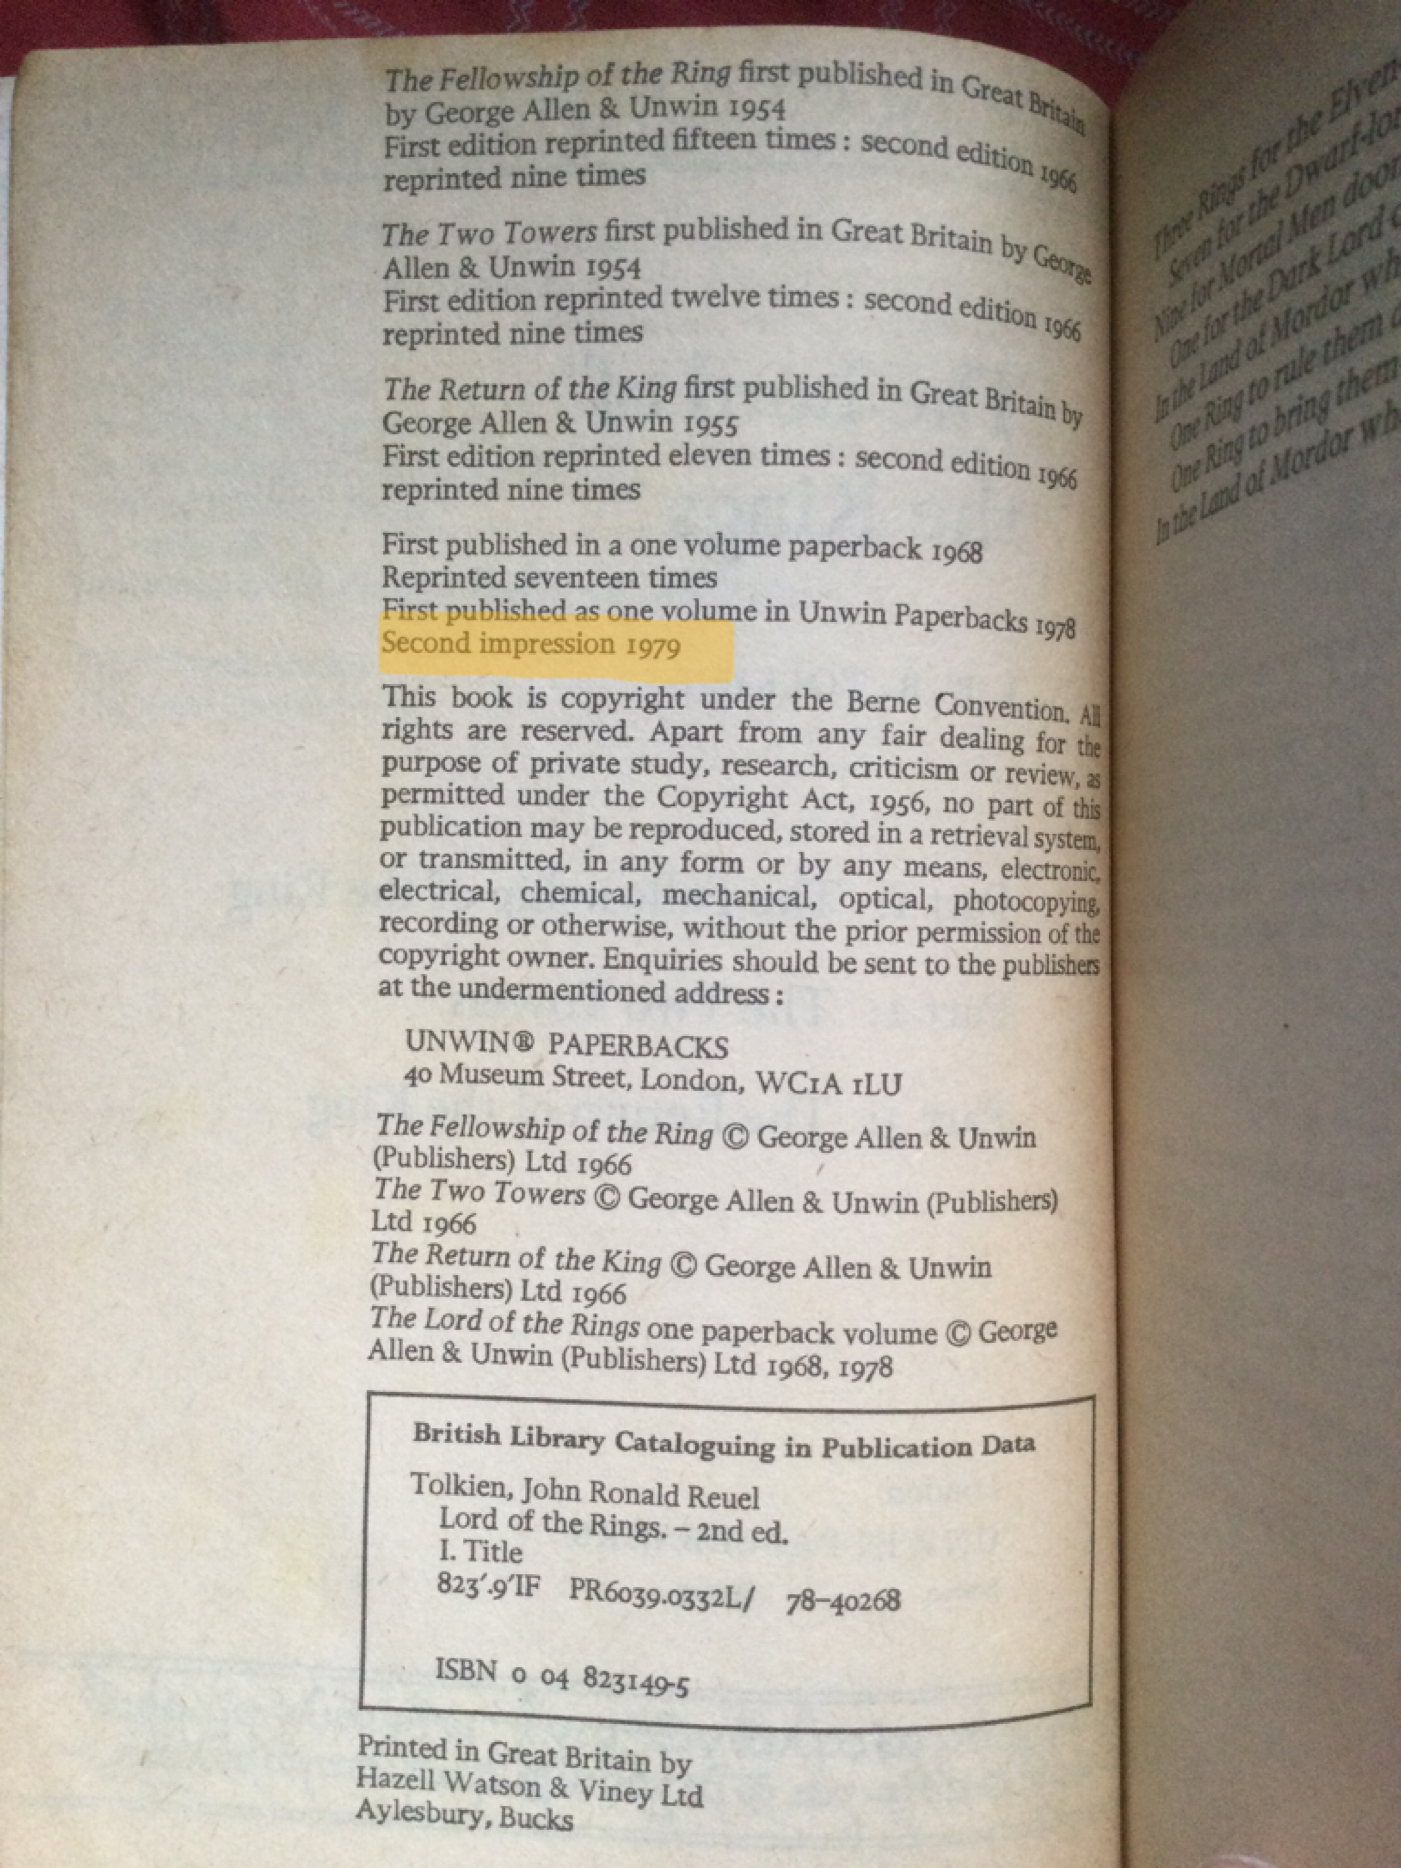 The Fellowship of the Ring first published in Great Britain
by George Allen & Unwin 1954
First edition reprinted fifteen times : second edition 1966
reprinted nine times
The Two Towers first published in Great Britain by George
Allen & Unwin 1954
First edition reprinted twelve times : second edition 1966
reprinted nine times
The Return of the King first published in Great Britain by
George Allen & Unwin 1955
First edition reprinted eleven times : second edition 1966
reprinted nine times
First published in a one volume paperback 1968
Reprinted seventeen times
First published as one volume in Unwin Paperbacks 1978
Second impression 1979
This book is copyright under the Berne Convention. All
rights are reserved. Apart from any fair dealing for the
purpose of private study, research, criticism or review, as
permitted under the Copyright Act, 1956, no part of this
publication may be reproduced, stored in a retrieval system,
or transmitted, in any form or by any means, electronic,
electrical, chemical, mechanical, optical, photocopying,
recording or otherwise, without the prior permission of the
copyright owner. Enquiries should be sent to the publishers
at the undermentioned address :
UNWIN® PAPERBACKS
40 Museum Street, London, WC1A 1LU
The Fellowship of the Ring © George Allen & Unwin
(Publishers) Ltd 1966
The Two Towers © George Allen & Unwin (Publishers)
Ltd 1966
The Return of the King © George Allen & Unwin
(Publishers) Ltd 1966
The Lord of the Rings one paperback volume © George
Allen & Unwin (Publishers) Ltd 1968, 1978
British Library Cataloguing in Publication Data
Tolkien, John Ronald Reuel
Lord of the Rings. – 2nd ed.
I. Title
823'.9'1F PR6039.O332L/ 78–40268
ISBN 0 04 823149-5
Printed in Great Britain by
Hazell Watson & Viney Ltd
Aylesbury, Bucks
Three Rings for the Elven-
Seven for the Dwarf-lor
Nine for Mortal Men doom
One for the Dark Lord
In the Land of Mordor wh
One Ring to rule them
One Ring to bring them
In the Land of Mordor wh